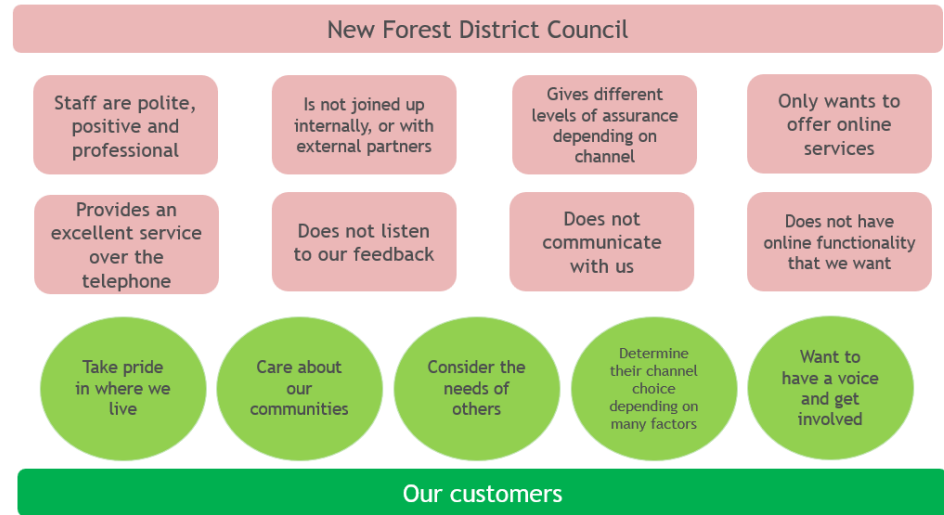 New Forest District Council
Staff are polite,
positive and
professional
Is not joined up
internally, or with
external partners
Gives different
levels of assurance
depending on
channel
Only wants to
offer online
services
Provides an
excellent service
over the
telephone
Does not listen
to our feedback
Does not
communicate
with us
Does not have
online functionality
that we want
Take pride
in where we
live
Care about
our
communities
Consider the
needs of
others
Determine
their channel
choice
depending on
many factors
Want to
have a voice
and get
involved
Our customers